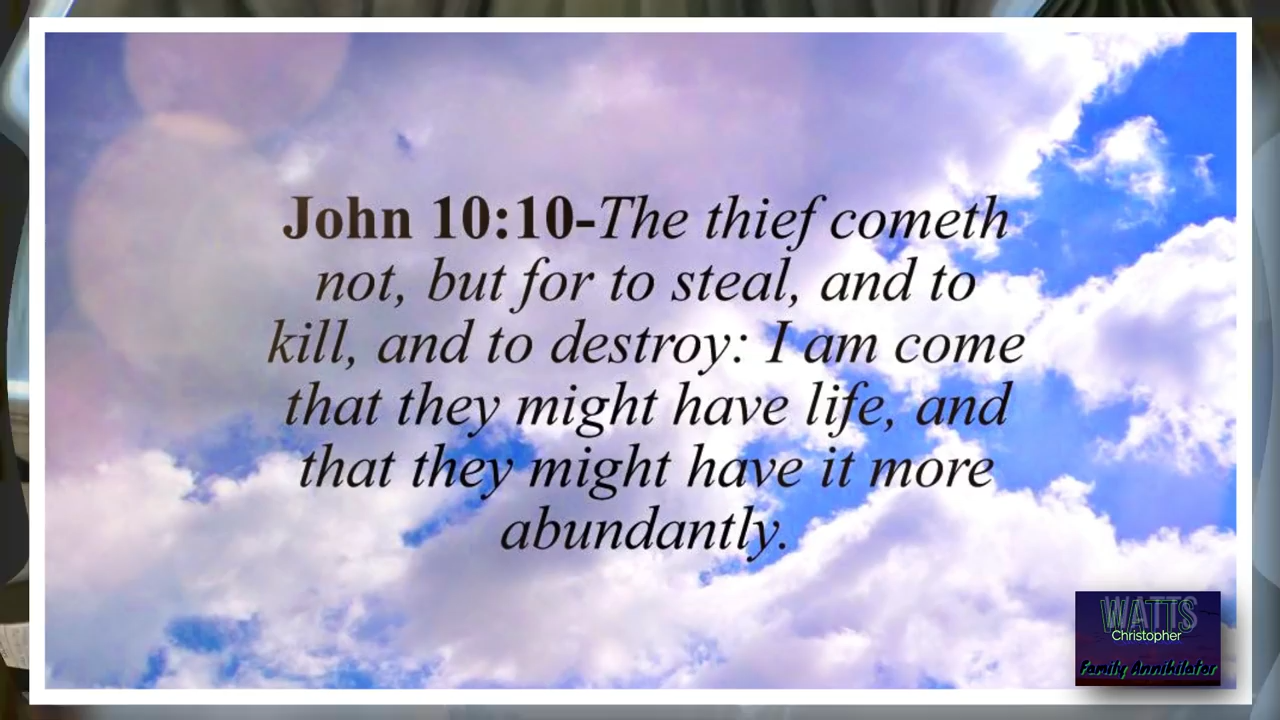 John 10:10-The thief cometh
not, but for to steal, and to
kill, and to destroy: I am come
that they might have life, and
that they might have it more
abundantly.
WATTS
Christopher
Family Annihilator